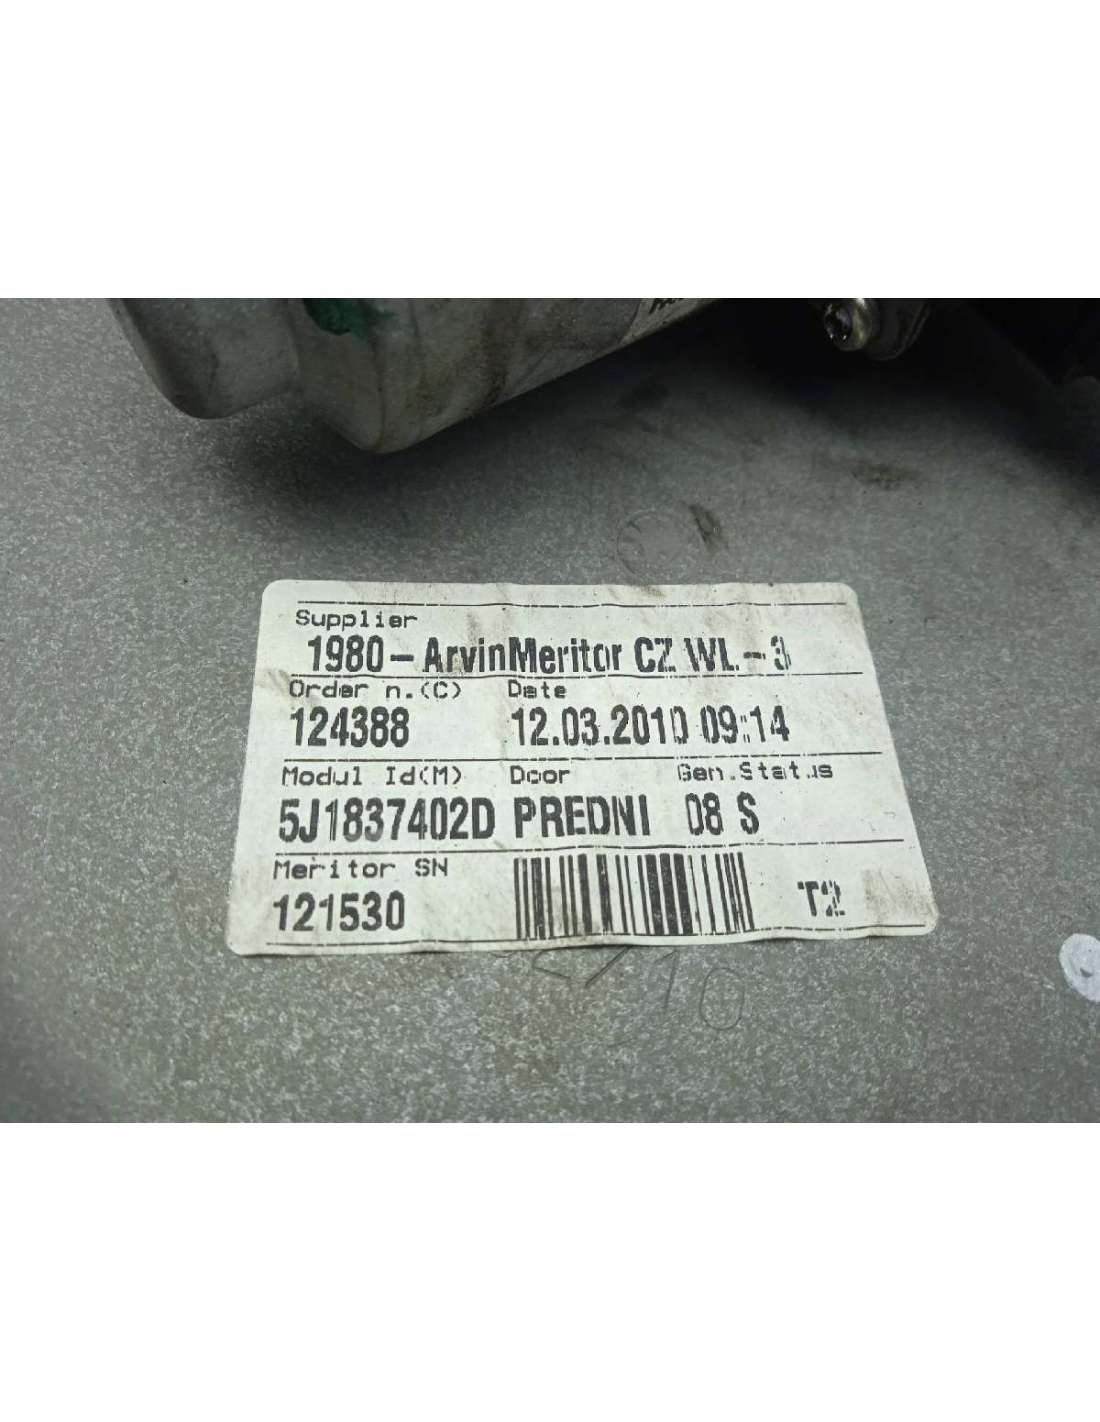 Supplier
1980-ArvinMeritor CZ WL-3
Order n.(C) Date
124388 12.03.2010 09:14
Modul Id(M) Door Gen.Status
5J1837402D PREDNI 08 S
Meritor SN
121530 T2